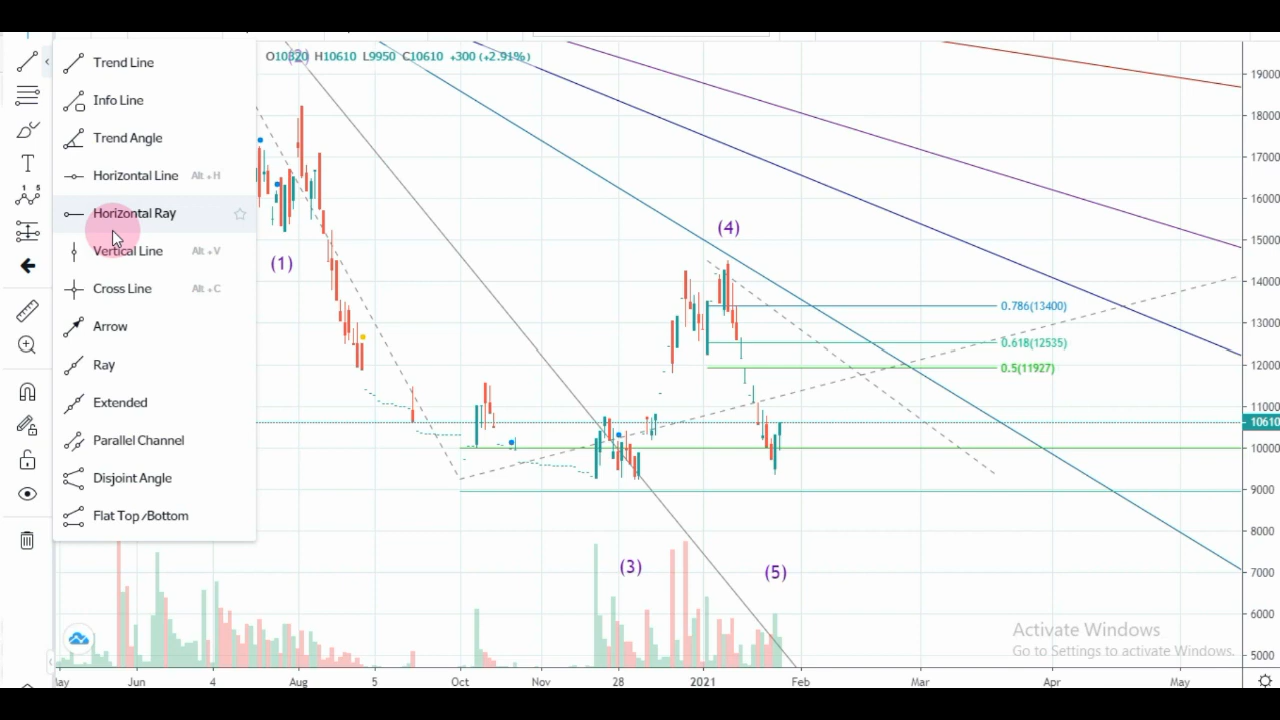 O10320 H10610 L9950 C10610 +300 (+2.91%)
(2)
Trend Line
Info Line
Trend Angle
Horizontal Line Alt +H
Horizontal Ray
Vertical Line Alt +V
Cross Line Alt +C
Arrow
Ray
Extended
Parallel Channel
Disjoint Angle
Flat Top/Bottom
T
1 5
(1)
(4)
(3)
(5)
0.786(13400)
0.618(12535)
0.5(11927)
19000
18000
17000
16000
15000
14000
13000
12000
11000
10610
10000
9000
8000
7000
6000
5000
Activate Windows
Go to Settings to activate Windows.
Jun 4 Aug 5 Oct Nov 28 2021 Feb Mar Apr May